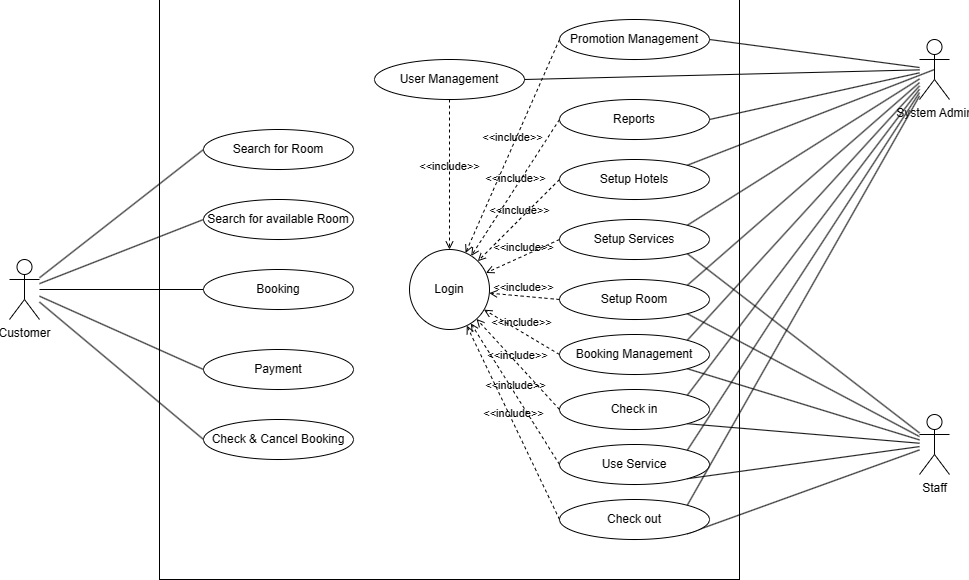 Promotion Management
User Management
System Admin
Reports
<<include>>
Search for Room
<<include>>
<<include>>
Setup Hotels
<<include>>
Search for available Room
Setup Services
<<include>>
Customer
Booking
Login
<<include>>
Setup Room
<<include>>
Booking Management
<<include>>
Payment
<<include>>
Check in
<<include>>
Check & Cancel Booking
Use Service
Staff
Check out